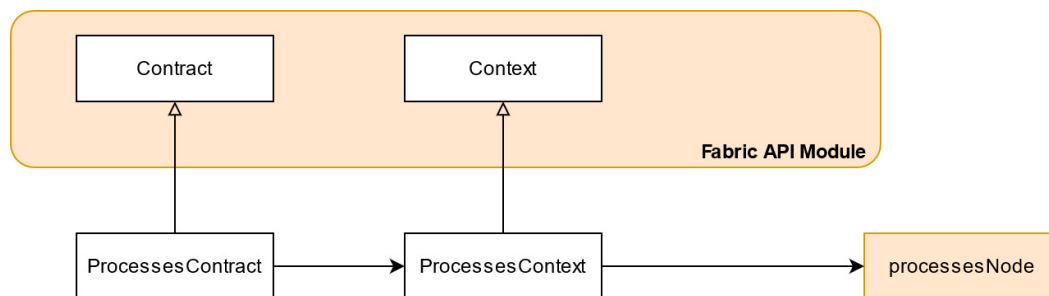 Contract
Context
Fabric API Module
ProcessesContract
ProcessesContext
processesNode